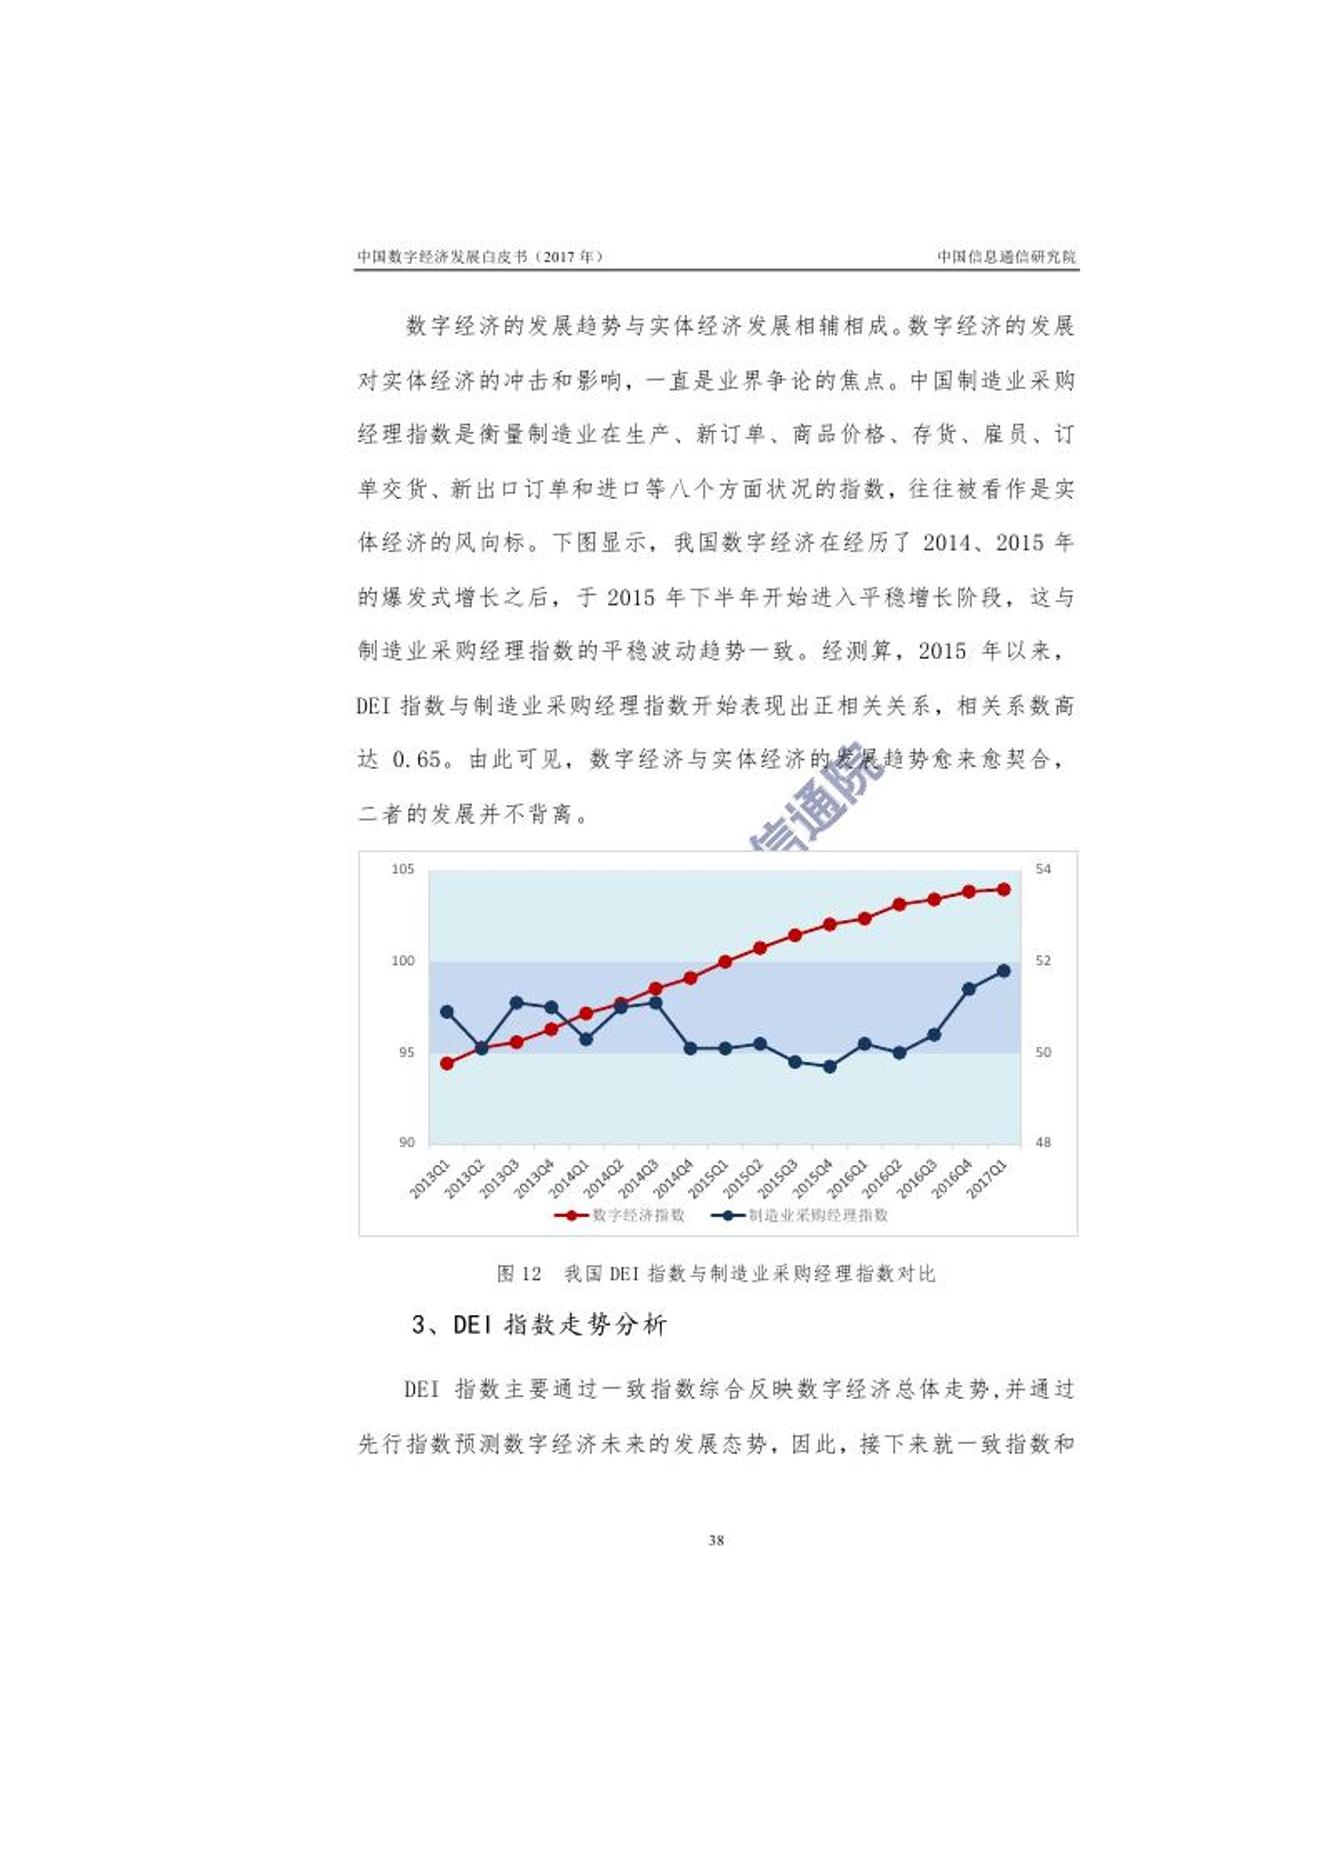 中国数字经济发展白皮书（2017 年）
中国信息通信研究院
数字经济的发展趋势与实体经济发展相辅相成。数字经济的发展
对实体经济的冲击和影响，一直是业界争论的焦点。中国制造业采购
经理指数是衡量制造业在生产、新订单、商品价格、存货、雇员、订
单交货、新出口订单和进口等八个方面状况的指数，往往被看作是实
体经济的风向标。下图显示，我国数字经济在经历了 2014、2015 年
的爆发式增长之后，于 2015 年下半年开始进入平稳增长阶段，这与
制造业采购经理指数的平稳波动趋势一致。经测算，2015 年以来，
DEI 指数与制造业采购经理指数开始表现出正相关关系，相关系数高
达 0.65。由此可见，数字经济与实体经济的发展趋势愈来愈契合，
二者的发展并不背离。
信通院
105 54
100 52
95 50
90 48
2013Q1 2013Q2 2013Q3 2013Q4 2014Q1 2014Q2 2014Q3 2014Q4 2015Q1 2015Q2 2015Q3 2015Q4 2016Q1 2016Q2 2016Q3 2016Q4 2017Q1
数字经济指数 制造业采购经理指数
图 12 我国 DEI 指数与制造业采购经理指数对比
3、DEI 指数走势分析
DEI 指数主要通过一致指数综合反映数字经济总体走势,并通过
先行指数预测数字经济未来的发展态势，因此，接下来就一致指数和
38